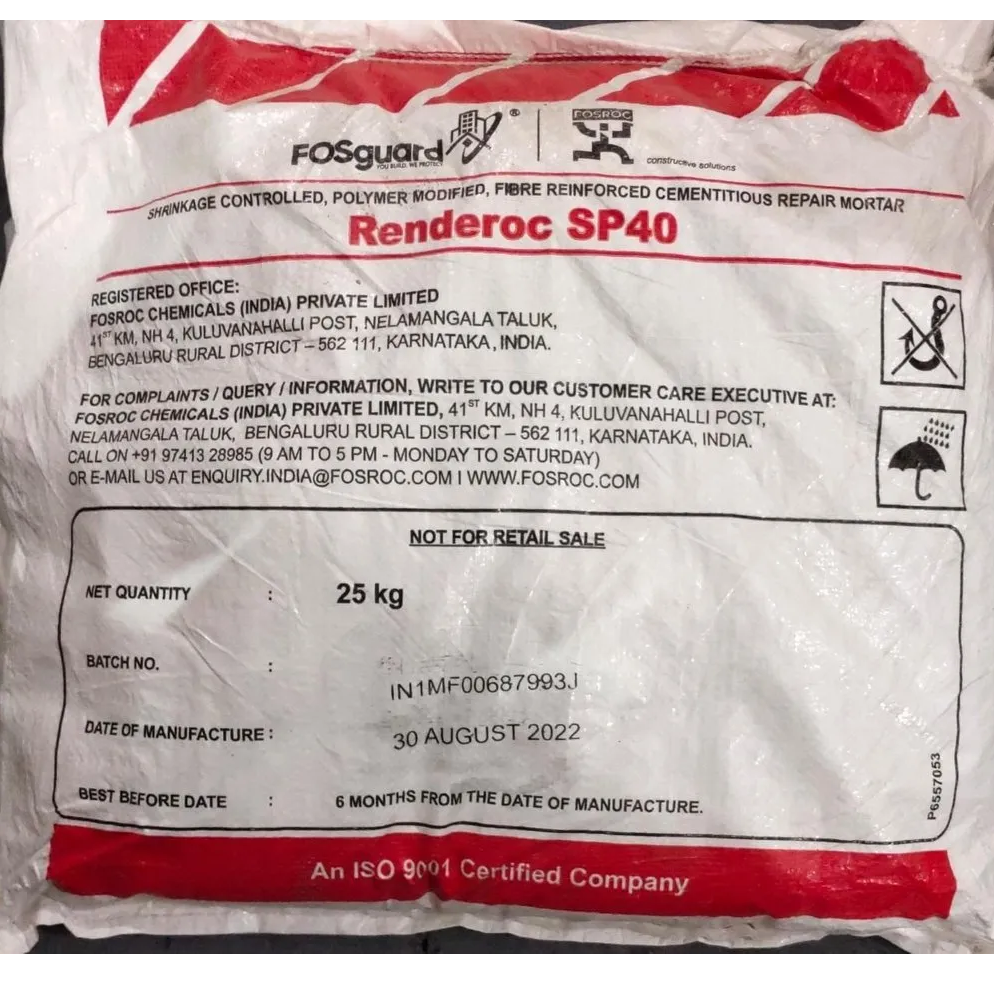 FOSguard®
YOU BUILD, WE PROTECT
FOSROC
constructive solutions
SHRINKAGE CONTROLLED, POLYMER MODIFIED, FIBRE REINFORCED CEMENTITIOUS REPAIR MORTAR
Renderoc SP40
REGISTERED OFFICE:
FOSROC CHEMICALS (INDIA) PRIVATE LIMITED
41ST KM, NH 4, KULUVANAHALLI POST, NELAMANGALA TALUK,
BENGALURU RURAL DISTRICT – 562 111, KARNATAKA, INDIA.
FOR COMPLAINTS / QUERY / INFORMATION, WRITE TO OUR CUSTOMER CARE EXECUTIVE AT:
FOSROC CHEMICALS (INDIA) PRIVATE LIMITED, 41ST KM, NH 4, KULUVANAHALLI POST,
NELAMANGALA TALUK, BENGALURU RURAL DISTRICT – 562 111, KARNATAKA, INDIA.
CALL ON +91 97413 28985 (9 AM TO 5 PM - MONDAY TO SATURDAY)
OR E-MAIL US AT ENQUIRY.INDIA@FOSROC.COM I WWW.FOSROC.COM
NOT FOR RETAIL SALE
NET QUANTITY : 25 kg
BATCH NO. : IN1MF00687993J
DATE OF MANUFACTURE : 30 AUGUST 2022
BEST BEFORE DATE : 6 MONTHS FROM THE DATE OF MANUFACTURE.
P6557053
An ISO 9001 Certified Company